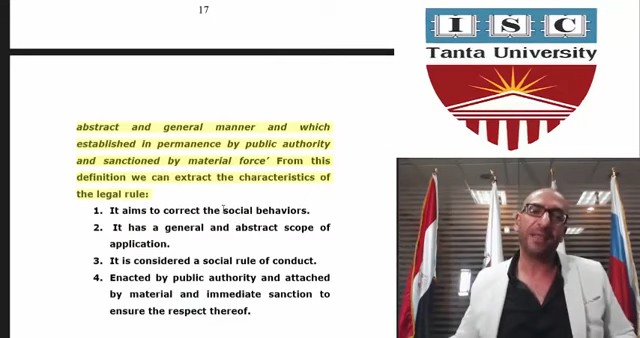 17
abstract and general manner and which
established in permanence by public authority
and sanctioned by material force’ From this
definition we can extract the characteristics of
the legal rule:
1. It aims to correct the social behaviors.
2. It has a general and abstract scope of
application.
3. It is considered a social rule of conduct.
4. Enacted by public authority and attached
by material and immediate sanction to
ensure the respect thereof.
I S C
Tanta University